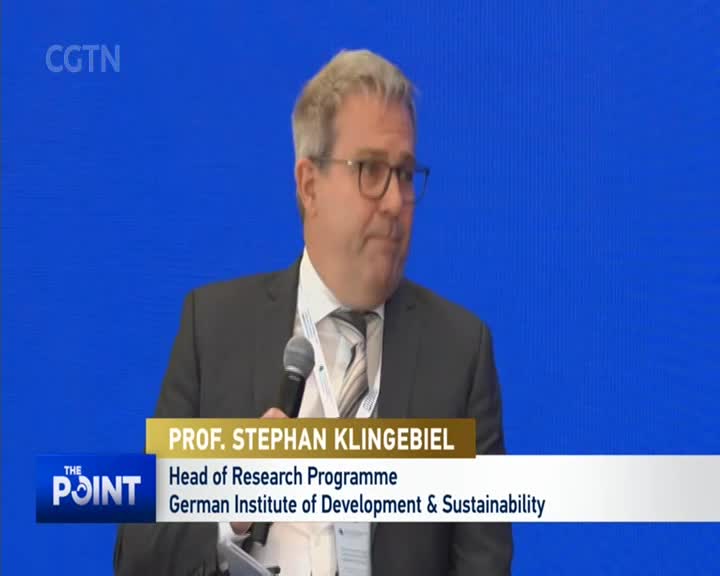 CGTN
PROF. STEPHAN KLINGEBIEL
THE
POINT
Head of Research Programme
German Institute of Development & Sustainability